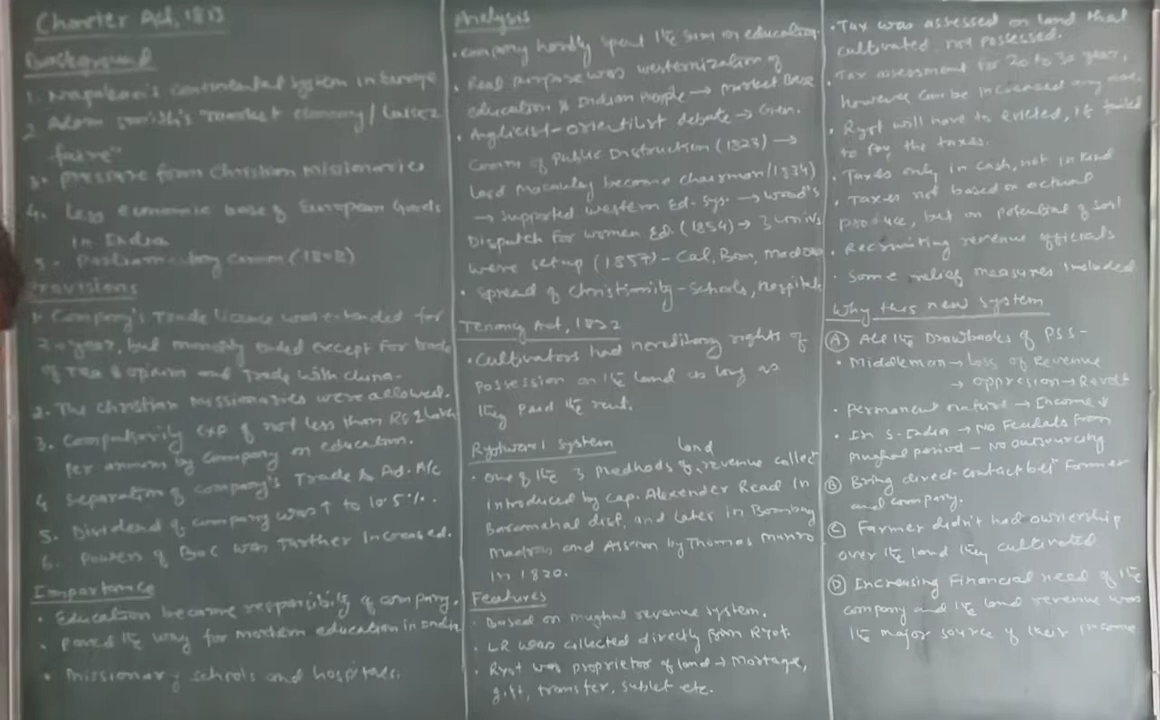 Charter Act, 1813
Background
1. Napoleon's continental system in Europe
2. Adam Smith's market economy/Laisez
faire"
3. Pressure from Christian missionaries
4. Less economic base of European Goods
in India
5. Parliamentary Comm (1808)
Provisions
1. Company's Trade licence was extended for
20 year, but monopoly ended except for trade
of Tea & opium and Trade with China.
2. The Christian Missionaries were allowed.
3. Compulsorily exp of not less than Rs 1 Lakh
per annum by company on education.
4 Separation of company's Trade & Ad. A/c
5. Dividend of company was ↑ to 10.5%.
6. Powers of BoC was further increased.
Importance
• Education became responsibility of company.
• Paved the way for modern education in India
• Missionary schools and hospitals.
Analysis
• company hardly spent the sum on education.
• Real purpose was westernization of
education & Indian people → market base
• Anglicist-orientilst debate → Gen.
Comm of Public Instruction (1823) →
Lord Macaulay become chairman (1834)
→ supported western Ed. Sys. → Wood's
Dispatch for women Ed. (1854) → 3 Univs
were setup (1857) - Cal, Bom, Madras
• Spread of Christianity - Schools, Hospitals
Tenancy Act, 1822
• Cultivators had hereditary rights of
possession on the land as long as
they paid the rent.
Ryotwari system
• One of the 3 methods of land revenue collect
introduced by cap. Alexender Read in
Baramahal dist, and later in Bombay
Madras and Assam by Thomas Munro
in 1820.
Features
• Based on mughal revenue system.
• LR was collected directly from Ryot.
• Ryot was proprietor of land → Mortage,
gift, transfer, sublet etc.
• Tax was assessed on land that
cultivated not possessed.
• Tax assessment for 20 to 30 year,
however can be increased any one.
• Ryot will have to evicted, if failed
to pay the taxes.
• Taxes only in cash, not in kind
• Taxes not based on actual
produce, but on potential of soil
• Recruiting revenue officials
• Some relief measures included
Why this new system
(A) All the Drawbacks of PSS -
• Middleman → Loss of Revenue
→ oppresion → Revolt
• Permanent nature → Income ↓
• In S. India → No Feudals from
Mughal period - No outsourcing
(B) Bring direct contact betn Farmer
and company.
(C) Farmer didn't had ownership
over the land they cultivated
(D) Increasing Financial need of the
company and the land revenue was
the major source of their income